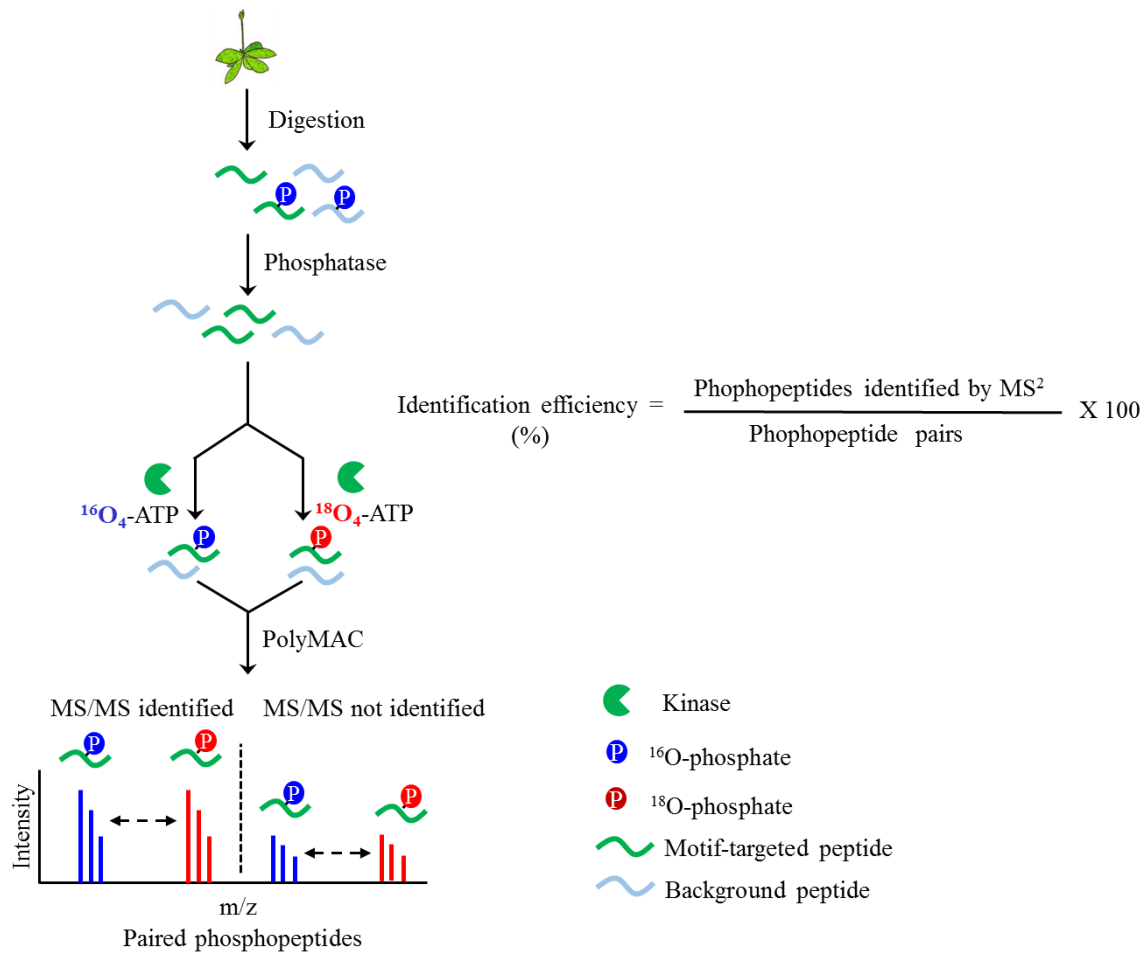 Digestion
P
P
Phosphatase
Identification efficiency =
(%)
Phophopeptides identified by MS²
Phophopeptide pairs
X 100
¹⁶O₄-ATP
¹⁸O₄-ATP
P
P
PolyMAC
MS/MS identified
MS/MS not identified
P
P
P
P
Intensity
m/z
Paired phosphopeptides
Kinase
P ¹⁶O-phosphate
P ¹⁸O-phosphate
Motif-targeted peptide
Background peptide